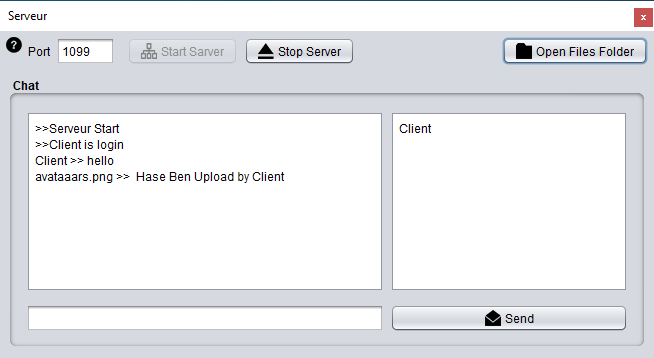 Serveur
x
? Port 1099 Start Sarver Stop Server Open Files Folder
Chat
>>Serveur Start
>>Client is login
Client >> hello
avataaars.png >>  Hase Ben Upload by Client
Client
Send